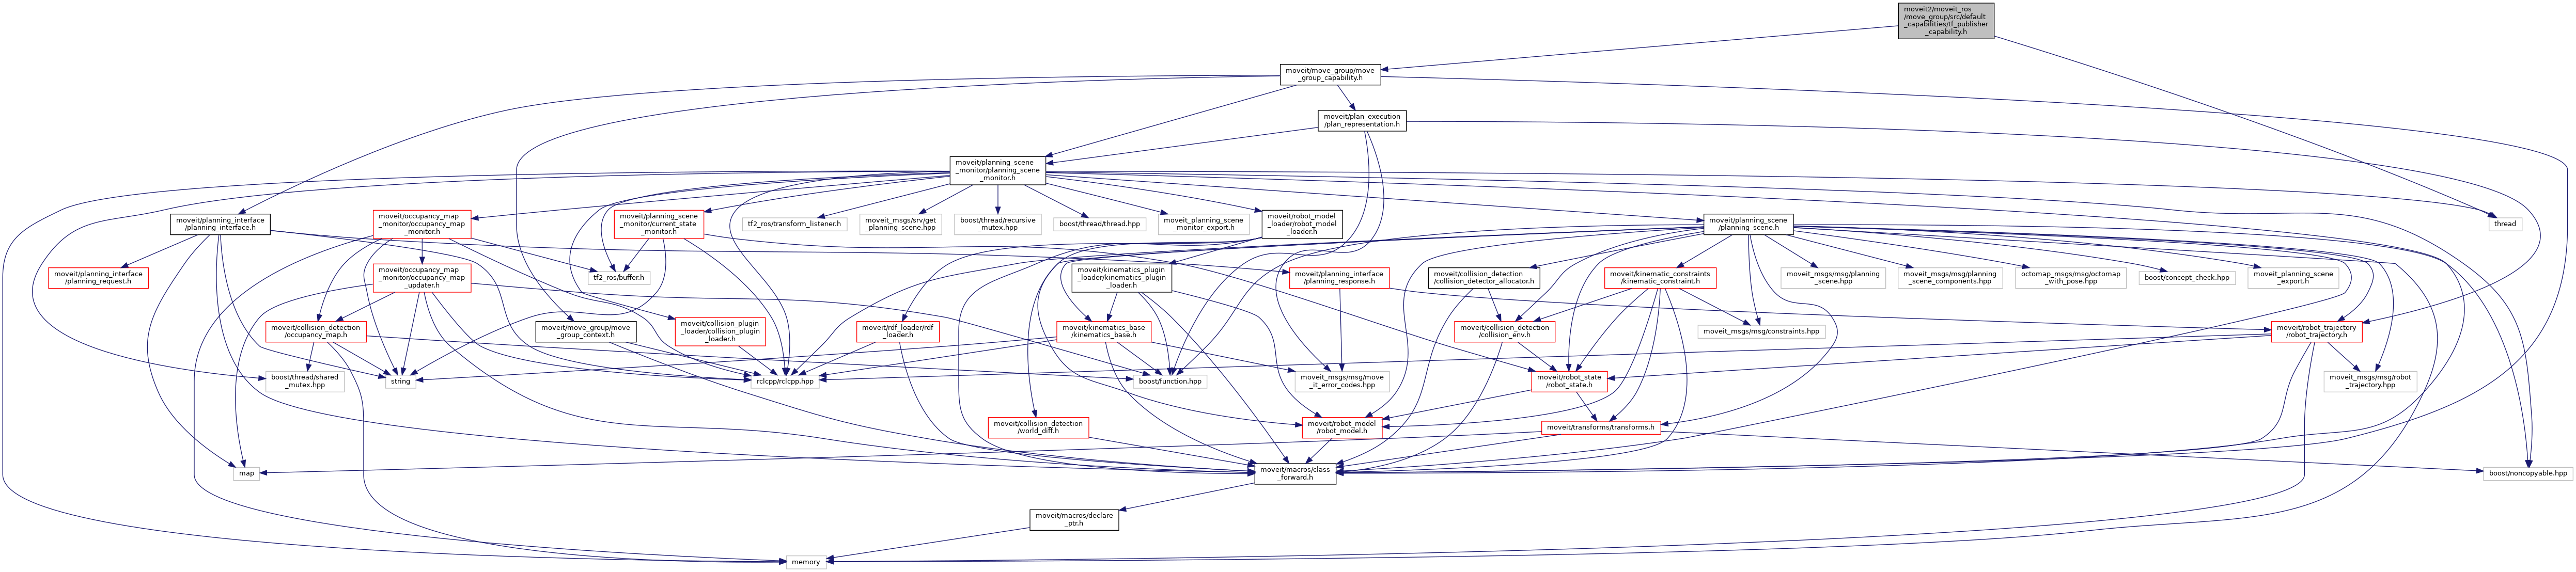 moveit2/moveit_ros
/move_group/src/default
_capabilities/tf_publisher
_capability.h
moveit/move_group/move
_group_capability.h
moveit/plan_execution
/plan_representation.h
moveit/planning_scene
_monitor/planning_scene
_monitor.h
moveit/planning_interface
/planning_interface.h
moveit/occupancy_map
_monitor/occupancy_map
_monitor.h
moveit/planning_scene
_monitor/current_state
_monitor.h
tf2_ros/transform_listener.h
moveit_msgs/srv/get
_planning_scene.hpp
boost/thread/recursive
_mutex.hpp
boost/thread/thread.hpp
moveit_planning_scene
_monitor_export.h
moveit/robot_model
_loader/robot_model
_loader.h
moveit/planning_scene
/planning_scene.h
thread
moveit/planning_interface
/planning_request.h
moveit/occupancy_map
_monitor/occupancy_map
_updater.h
tf2_ros/buffer.h
moveit/kinematics_plugin
_loader/kinematics_plugin
_loader.h
moveit/planning_interface
/planning_response.h
moveit/collision_detection
/collision_detector_allocator.h
moveit/kinematic_constraints
/kinematic_constraint.h
moveit_msgs/msg/planning
_scene.hpp
moveit_msgs/msg/planning
_scene_components.hpp
octomap_msgs/msg/octomap
_with_pose.hpp
boost/concept_check.hpp
moveit_planning_scene
_export.h
moveit/collision_detection
/occupancy_map.h
moveit/move_group/move
_group_context.h
moveit/collision_plugin
_loader/collision_plugin
_loader.h
moveit/rdf_loader/rdf
_loader.h
moveit/kinematics_base
/kinematics_base.h
moveit/collision_detection
/collision_env.h
moveit_msgs/msg/constraints.hpp
moveit/robot_trajectory
/robot_trajectory.h
boost/thread/shared
_mutex.hpp
string
rclcpp/rclcpp.hpp
boost/function.hpp
moveit_msgs/msg/move
_it_error_codes.hpp
moveit/robot_state
/robot_state.h
moveit_msgs/msg/robot
_trajectory.hpp
moveit/collision_detection
/world_diff.h
moveit/robot_model
/robot_model.h
moveit/transforms/transforms.h
map
moveit/macros/class
_forward.h
boost/noncopyable.hpp
moveit/macros/declare
_ptr.h
memory